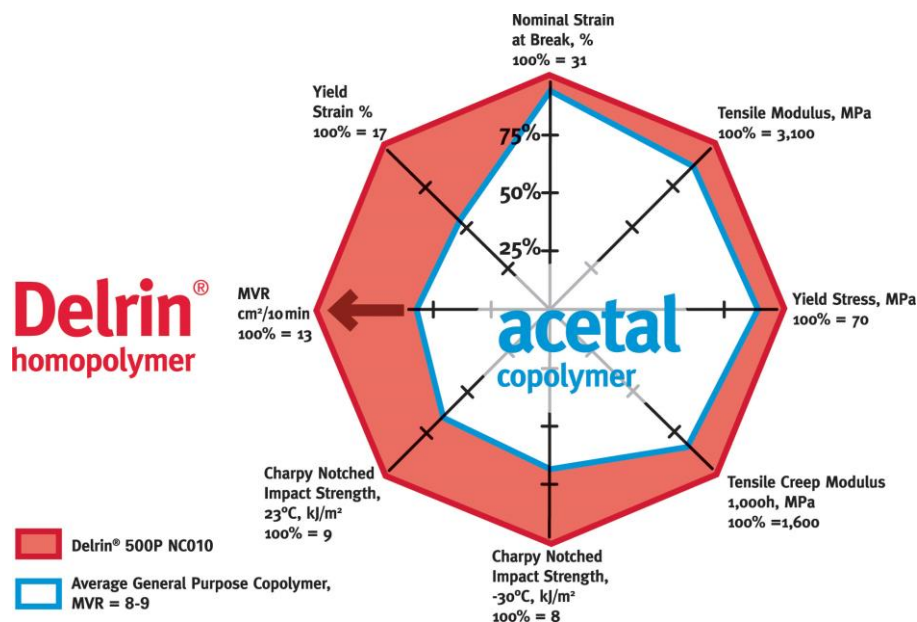 Nominal Strain
at Break, %
100% = 31
Yield
Strain %
100% = 17
Tensile Modulus, MPa
100% = 3,100
75%
50%
25%
Delrin®
homopolymer
MVR
cm²/10 min
100% = 13
acetal
copolymer
Yield Stress, MPa
100% = 70
Charpy Notched
Impact Strength,
23°C, kJ/m²
100% = 9
Tensile Creep Modulus
1,000h, MPa
100% =1,600
Charpy Notched
Impact Strength,
-30°C, kJ/m²
100% = 8
Delrin® 500P NC010
Average General Purpose Copolymer,
MVR = 8-9